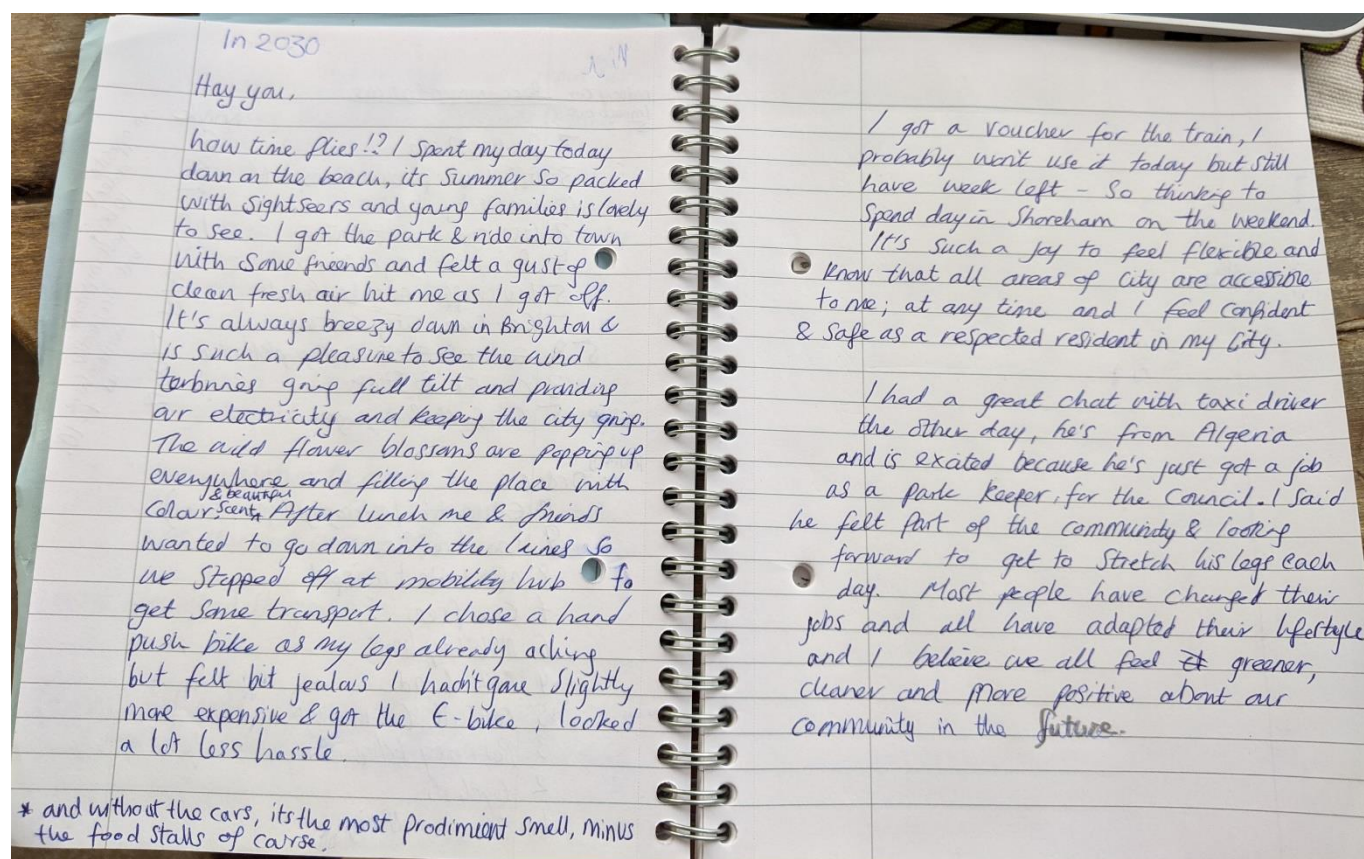 In 2030
Hay you,
how time flies!? I spent my day today
down on the beach, its Summer so packed
with sightseers and young families is lovely
to see. I got the park & ride into town
with some friends and felt a gust of
clean fresh air hit me as I got off.
It's always breezy down in Brighton &
is such a pleasure to see the wind
terbunies going full tilt and providing
our electricity and keeping the city going.
The wild flower blossoms are popping up
everywhere and filling the place with
& beautiful
Colour, scent * After lunch me & friends
wanted to go down into the laines so
we stepped off at mobility hub to
get some transport. I chose a hand
push bike as my legs already aching
but felt bit jealous I hadn't gone slightly
more expensive & got the E-bike, looked
a lot less hassle.
* and without the cars, its the most prodimient smell, minus
the food stalls of course.
I got a voucher for the train, I
probably won't use it today but still
have week left - So thinking to
spend day in Shoreham on the weekend.
It's such a joy to feel flexible and
know that all areas of city are accessible
to me; at any time and I feel confident
& safe as a respected resident in my City.
I had a great chat with taxi driver
the other day, he's from Algeria
and is exated because he's just got a job
as a park keeper, for the Council. I said
he felt part of the community & looking
forward to get to stretch his legs each
day. Most people have changed their
jobs and all have adapted their lifestyle
and I believe we all feel greener,
cleaner and more positive about our
community in the future.